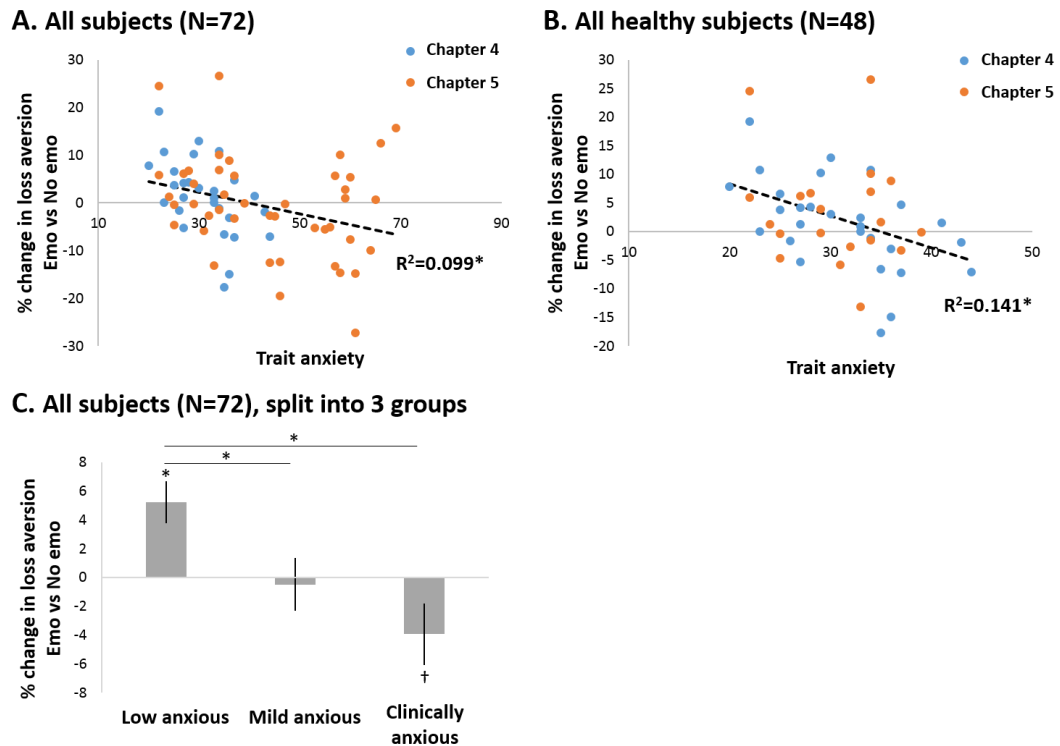 A. All subjects (N=72)
Chapter 4
Chapter 5
30
20
10
0
-10
-20
-30
10
30
50
70
90
% change in loss aversion
Emo vs No emo
R²=0.099*
Trait anxiety
B. All healthy subjects (N=48)
Chapter 4
Chapter 5
30
25
20
15
10
5
0
-5
-10
-15
-20
10
20
30
40
50
% change in loss aversion
Emo vs No emo
R²=0.141*
Trait anxiety
C. All subjects (N=72), split into 3 groups
*
*
*
8
6
4
2
0
-2
-4
-6
-8
% change in loss aversion
Emo vs No emo
†
Low anxious
Mild anxious
Clinically
anxious